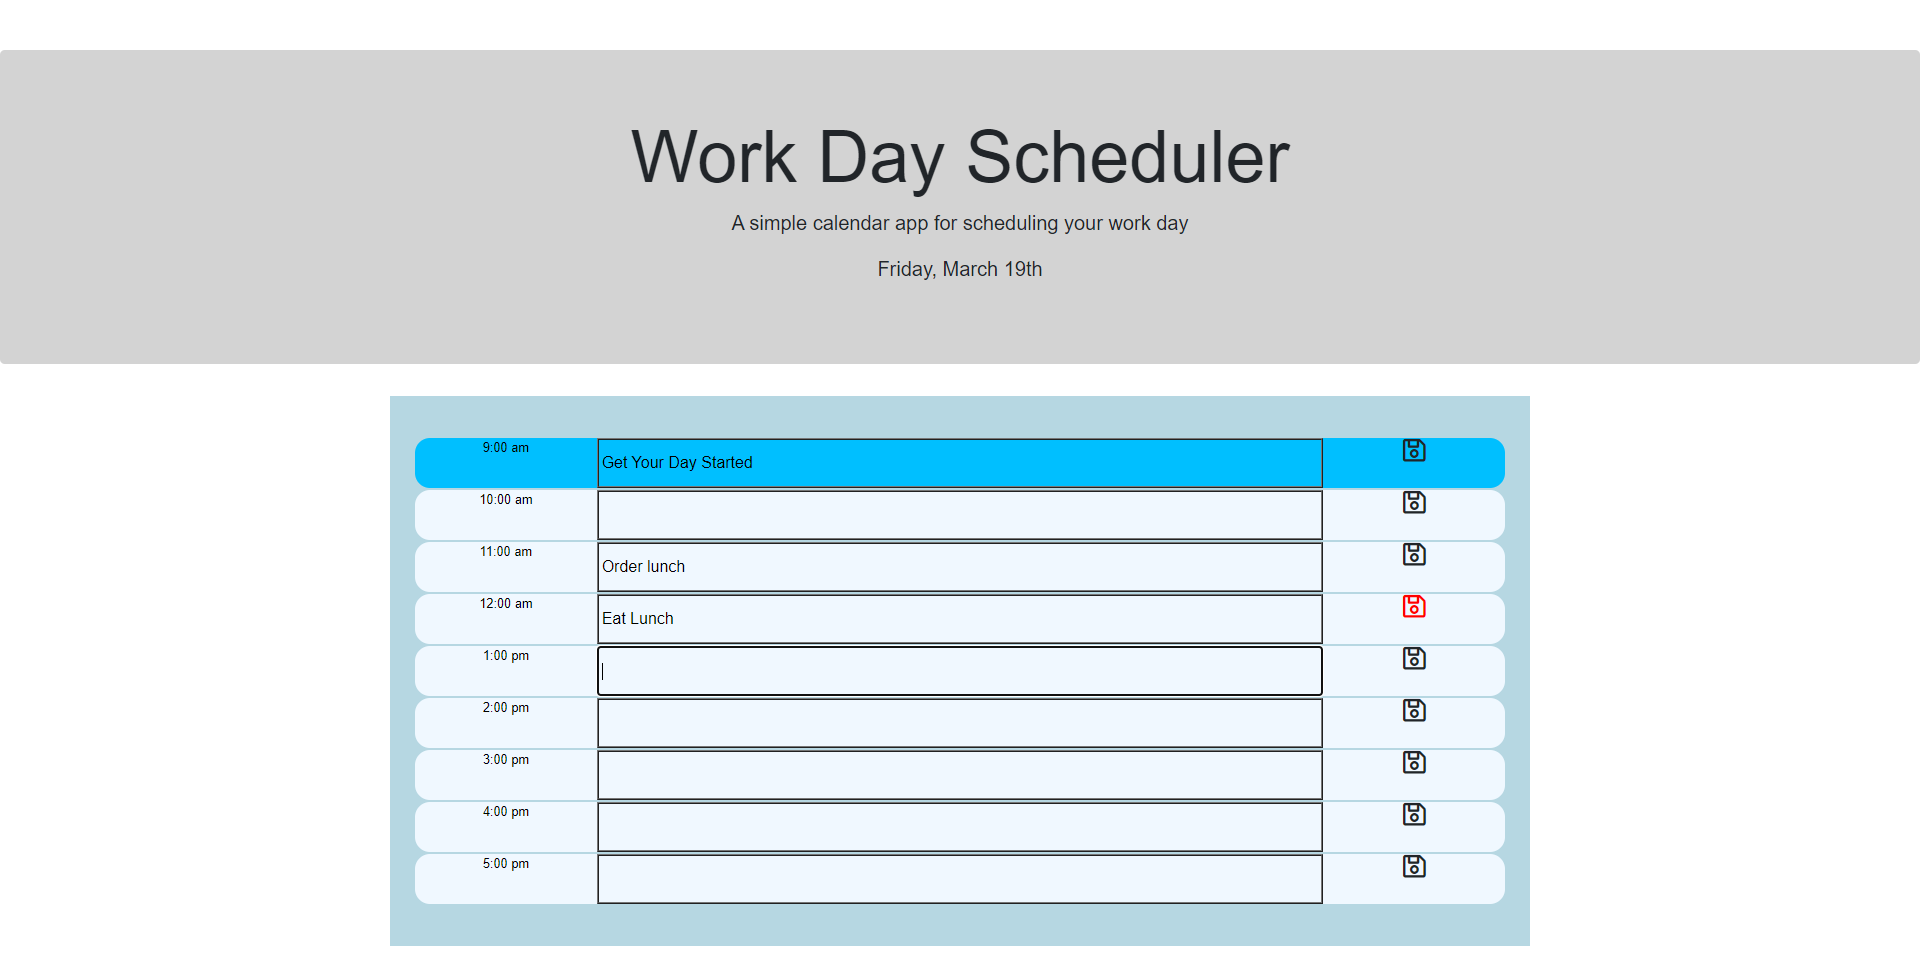 Work Day Scheduler
A simple calendar app for scheduling your work day
Friday, March 19th
9:00 am Get Your Day Started
10:00 am
11:00 am Order lunch
12:00 am Eat Lunch
1:00 pm
2:00 pm
3:00 pm
4:00 pm
5:00 pm